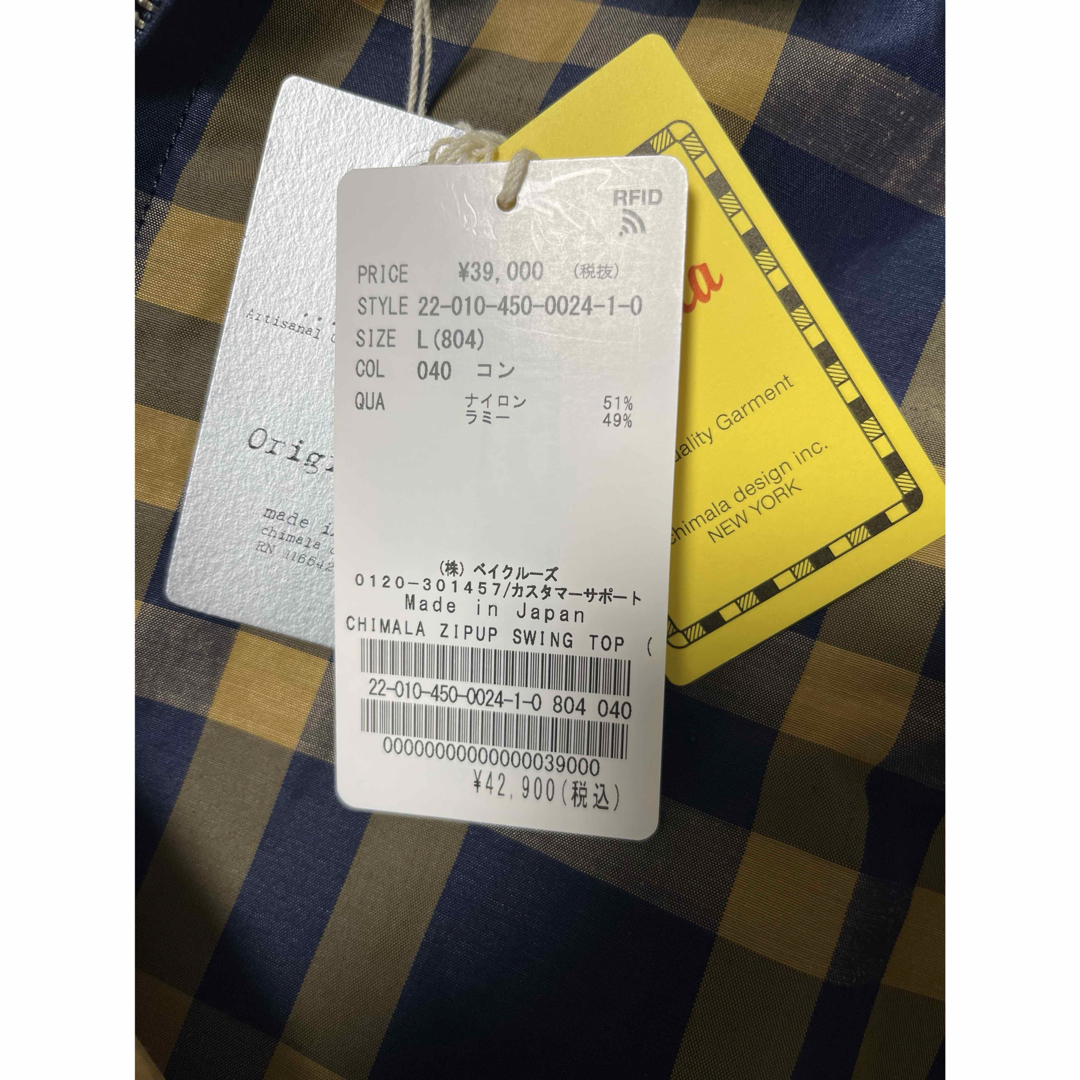 RFID
PRICE ¥39,000 (税抜)
STYLE 22-010-450-0024-1-0
SIZE L(804)
COL 040 コン
QUA ナイロン 51%
ラミー 49%
(株) ベイクルーズ
0120-301457/カスタマーサポート
Made in Japan
CHIMALA ZIPUP SWING TOP (
22-010-450-0024-1-0 804 040
00000000000000039000
¥42,900(税込)
Artisanal
Orig
made i
chimala
RN 116642
a
uality Garment
chimala design inc.
NEW YORK